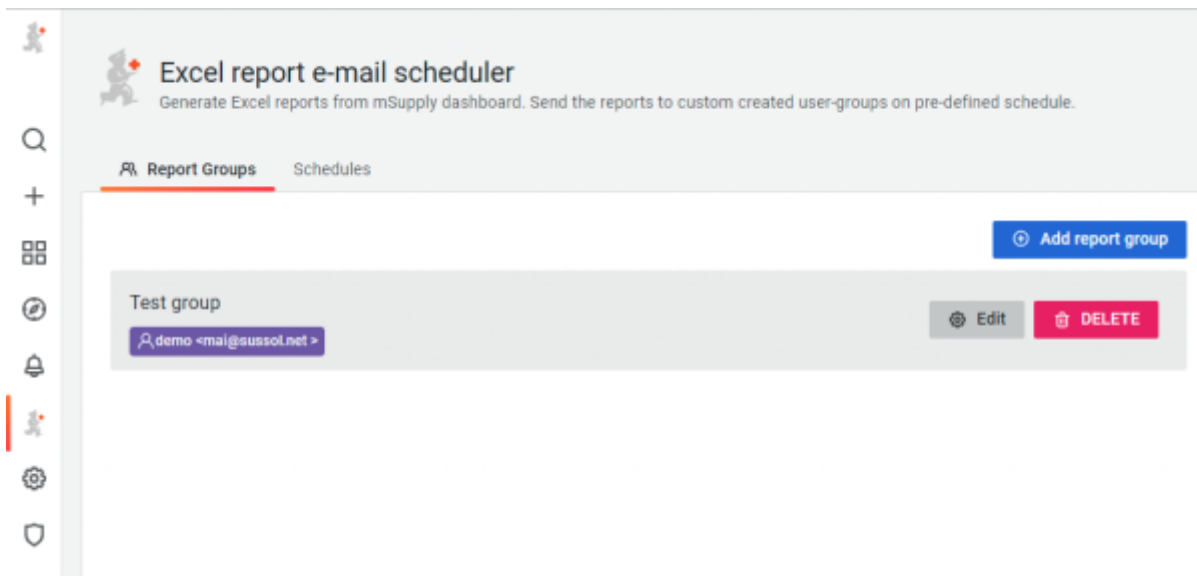 Excel report e-mail scheduler
Generate Excel reports from mSupply dashboard. Send the reports to custom created user-groups on pre-defined schedule.
Report Groups Schedules
Add report group
Test group
demo <mai@sussol.net >
Edit DELETE